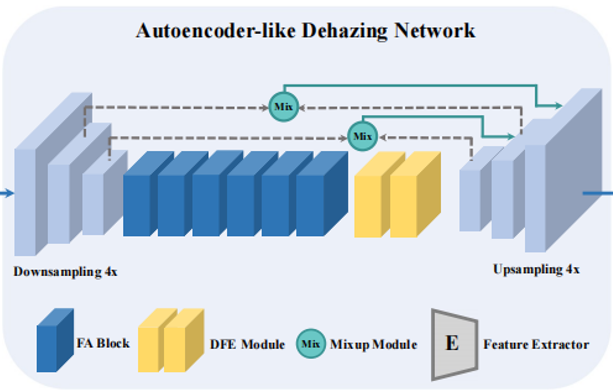 Autoencoder-like Dehazing Network
Mix
Mix
Downsampling 4x
Upsampling 4x
FA Block
DFE Module
Mix
Mixup Module
E
Feature Extractor